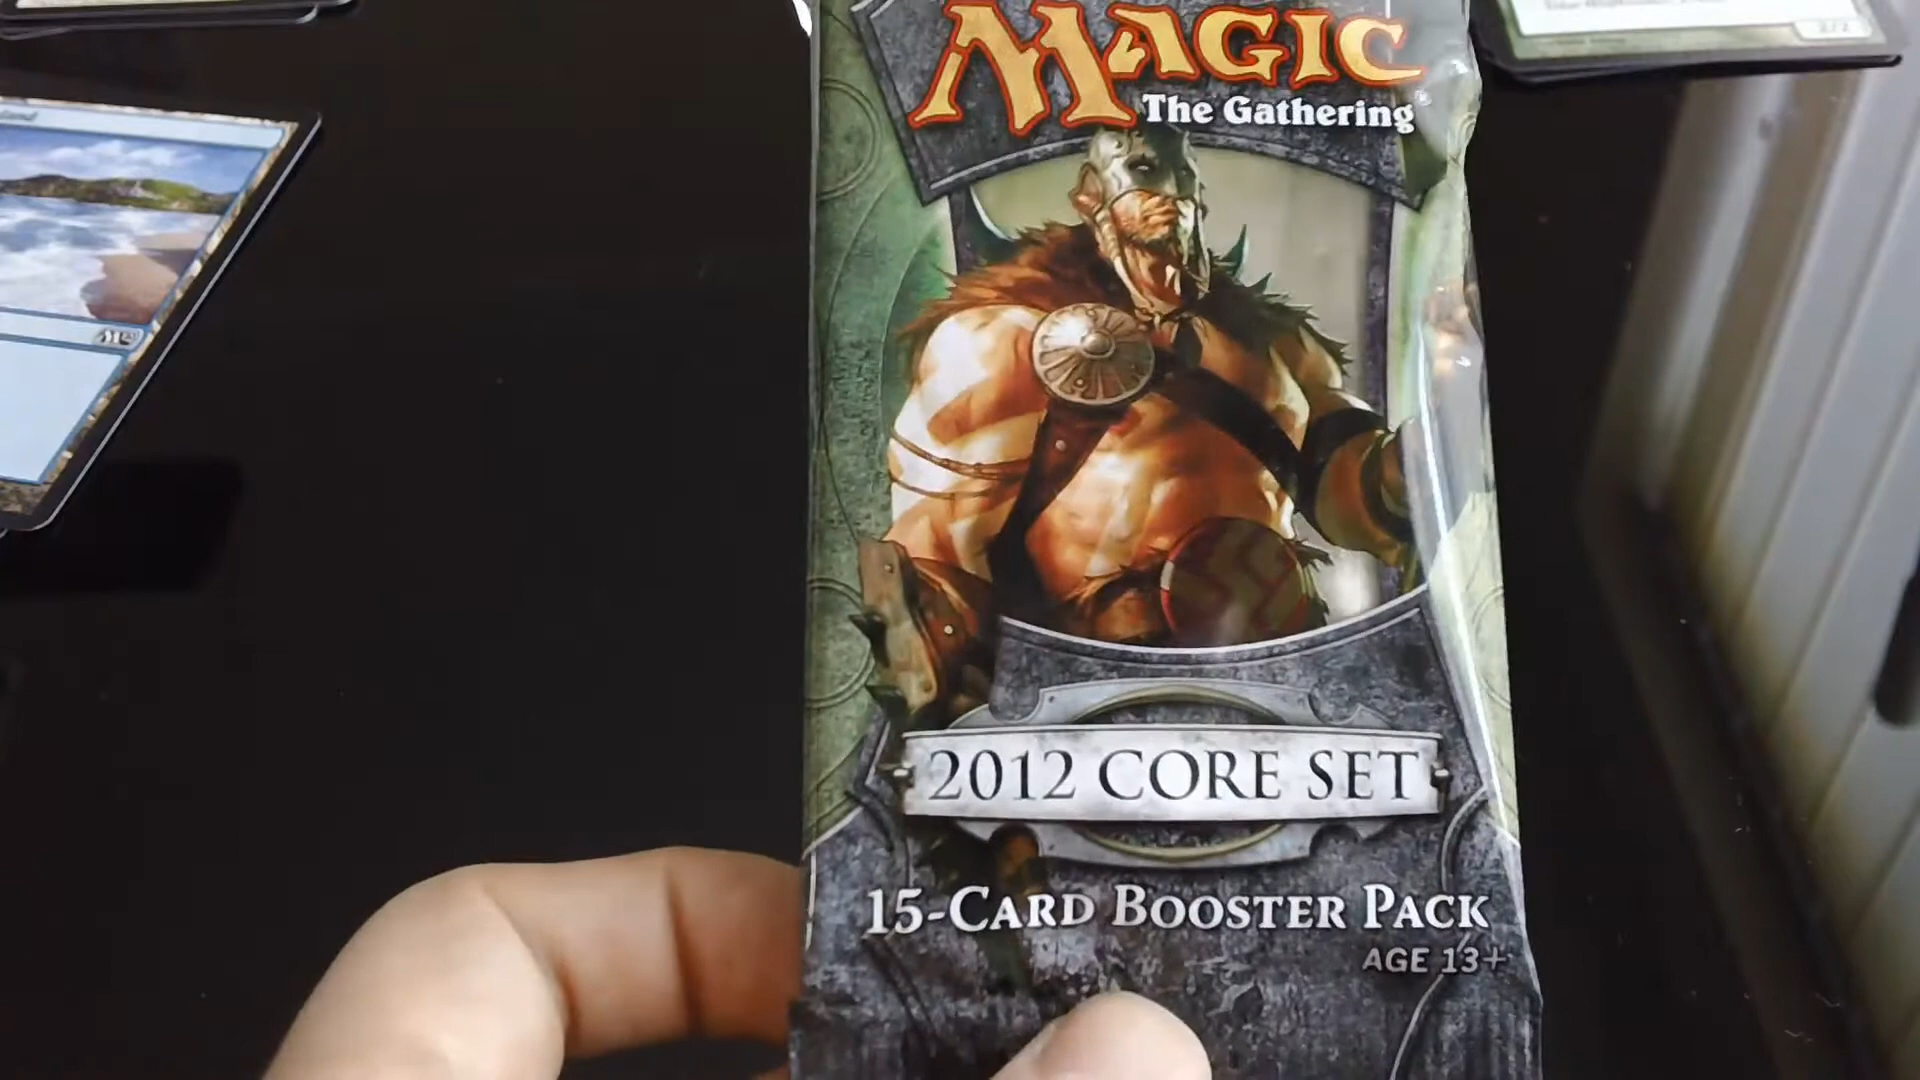 MAGIC
The Gathering®
2012 CORE SET
15-CARD BOOSTER PACK
AGE 13+